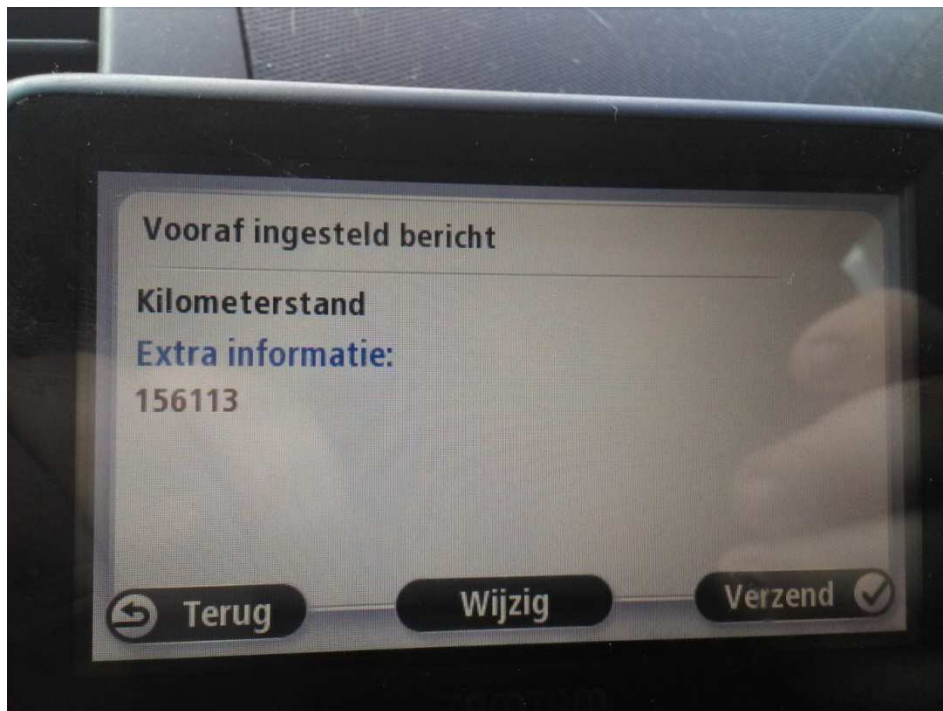 Vooraf ingesteld bericht
Kilometerstand
Extra informatie:
156113
Terug
Wijzig
Verzend